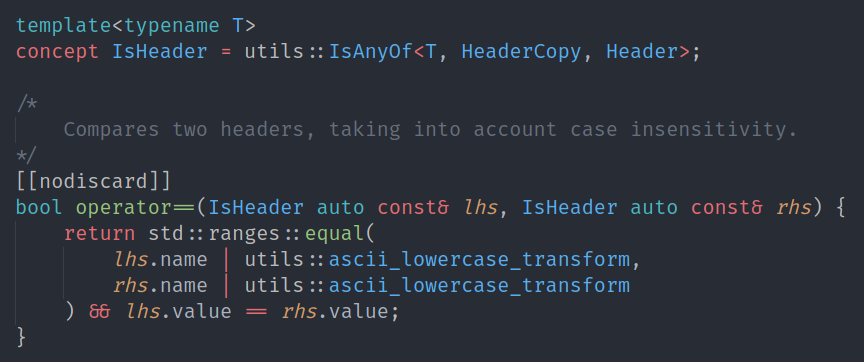 template<typename T>
concept IsHeader = utils::IsAnyOf<T, HeaderCopy, Header>;
/*
Compares two headers, taking into account case insensitivity.
*/
[[nodiscard]]
bool operator==(IsHeader auto const& lhs, IsHeader auto const& rhs) {
return std::ranges::equal(
lhs.name | utils::ascii_lowercase_transform,
rhs.name | utils::ascii_lowercase_transform
) && lhs.value == rhs.value;
}